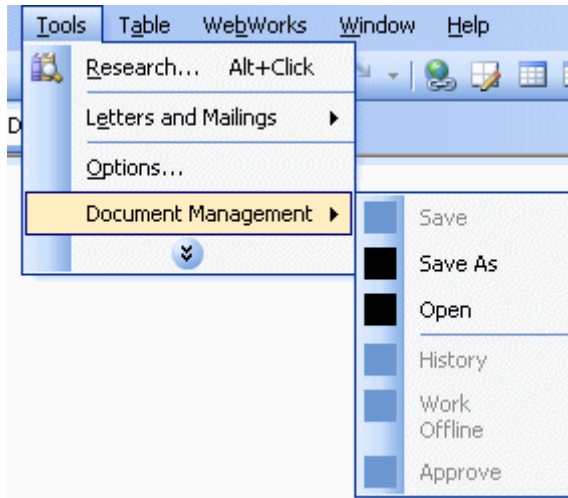 Tools Table WebWorks Window Help
Research... Alt+Click
D
Letters and Mailings
Options...
Document Management
Save
Save As
Open
History
Work
Offline
Approve